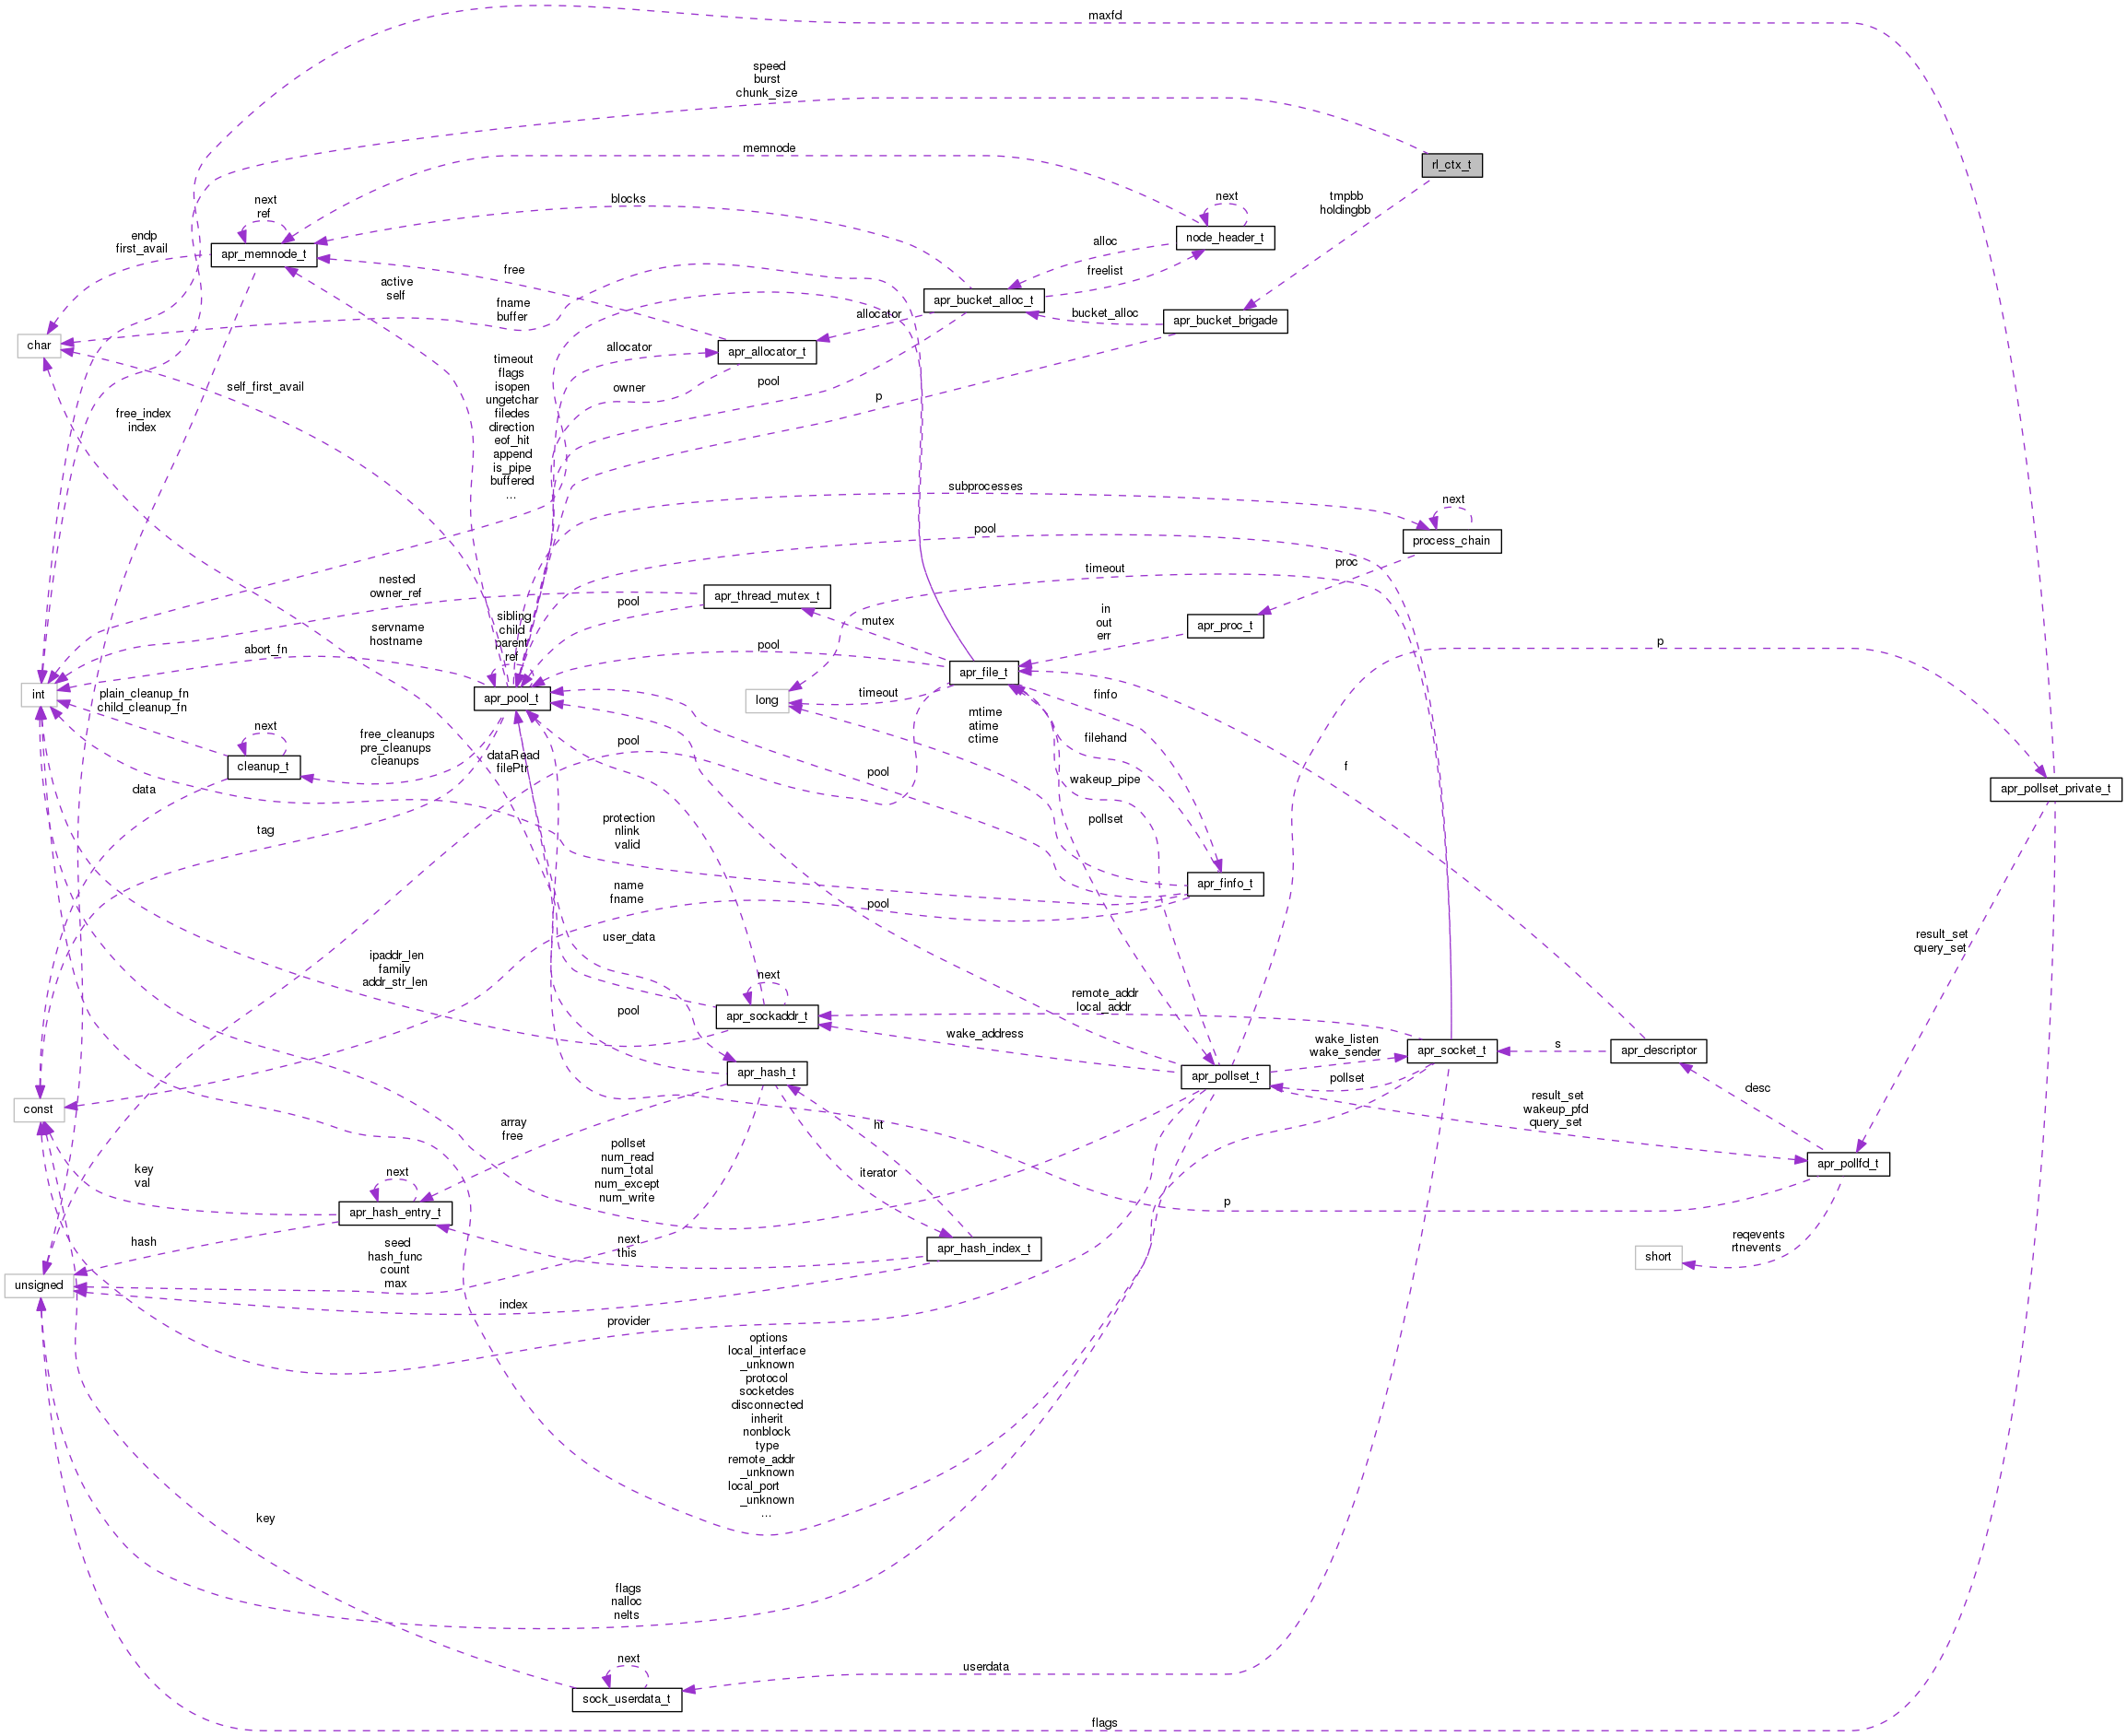 maxfd
speed
burst
chunk_size
memnode
rl_ctx_t
tmpbb
holdingbb
next
ref
blocks
next
endp
first_avail
apr_memnode_t
node_header_t
alloc
free
freelist
active
self
fname
buffer
apr_bucket_alloc_t
bucket_alloc
apr_bucket_brigade
allocator
char
allocator
apr_allocator_t
timeout
flags
isopen
ungetchar
filedes
direction
eof_hit
append
is_pipe
buffered
...
self_first_avail
owner
pool
p
free_index
index
subprocesses
next
pool
process_chain
proc
timeout
nested
owner_ref
apr_thread_mutex_t
pool
sibling
child
parent
ref
servname
hostname
mutex
in
out
err
apr_proc_t
p
abort_fn
pool
apr_file_t
int
plain_cleanup_fn
child_cleanup_fn
apr_pool_t
long
timeout
finfo
next
free_cleanups
pre_cleanups
cleanups
mtime
atime
ctime
filehand
pool
dataRead
filePtr
cleanup_t
f
data
pool
wakeup_pipe
apr_pollset_private_t
tag
protection
nlink
valid
pollset
name
fname
apr_finfo_t
pool
user_data
result_set
query_set
ipaddr_len
family
addr_str_len
next
remote_addr
local_addr
pool
apr_sockaddr_t
wake_address
wake_listen
wake_sender
apr_socket_t
s
apr_descriptor
apr_hash_t
apr_pollset_t
pollset
desc
const
array
free
ht
result_set
wakeup_pfd
query_set
pollset
num_read
num_total
num_except
num_write
key
val
next
iterator
apr_pollfd_t
apr_hash_entry_t
p
hash
seed
hash_func
count
max
next
this
apr_hash_index_t
reqevents
rtnevents
short
unsigned
index
provider
options
local_interface
_unknown
protocol
socketdes
disconnected
inherit
nonblock
type
remote_addr
_unknown
local_port
_unknown
...
key
flags
nalloc
nelts
next
userdata
sock_userdata_t
flags